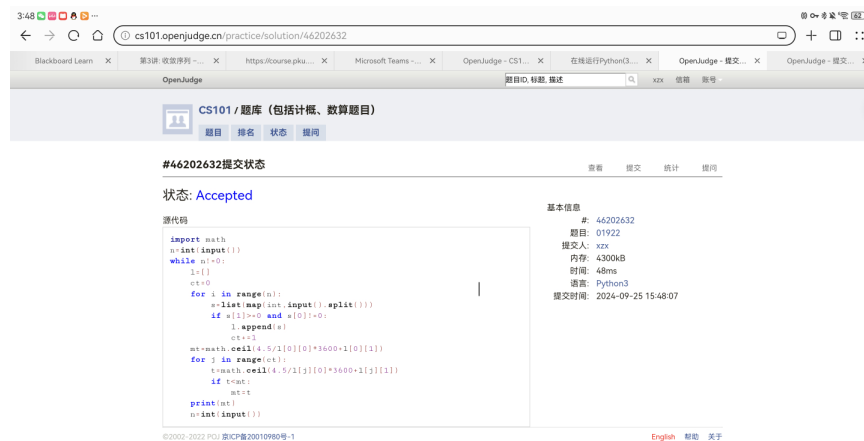 3:48
62
cs101.openjudge.cn/practice/solution/46202632
Blackboard Learn × 第3讲: 收敛序列 –... × https://course.pku.... × Microsoft Teams -... × OpenJudge - CS1... × 在线运行Python(3.... × OpenJudge - 提交... × OpenJudge – 提交...
OpenJudge 题目ID, 标题, 描述 xzx 信箱 账号
CS101 / 题库（包括计概、数算题目）
题目 排名 状态 提问
#46202632提交状态 查看 提交 统计 提问
状态: Accepted
源代码
import math
n=int(input())
while n!=0:
    l=[]
    ct=0
    for i in range(n):
        s=list(map(int,input().split()))
        if s[1]>=0 and s[0]!=0:
            l.append(s)
            ct+=1
    mt=math.ceil(4.5/l[0][0]*3600+l[0][1])
    for j in range(ct):
        t=math.ceil(4.5/l[j][0]*3600+l[j][1])
        if t<mt:
            mt=t
    print(mt)
    n=int(input())
基本信息
#: 46202632
题目: 01922
提交人: xzx
内存: 4300kB
时间: 48ms
语言: Python3
提交时间: 2024-09-25 15:48:07
©2002-2022 POJ 京ICP备20010980号-1 English 帮助 关于